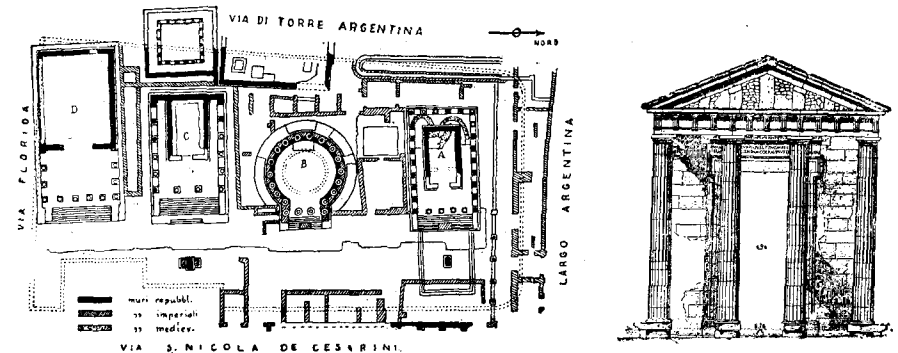 VIA DI TORRE ARGENTINA
NORD
VIA FLORIDA
D
C
B
A
LARGO ARGENTINA
muri repubbl.
" imperiali
" mediev.
VIA S. NICOLA DE CESARINI.